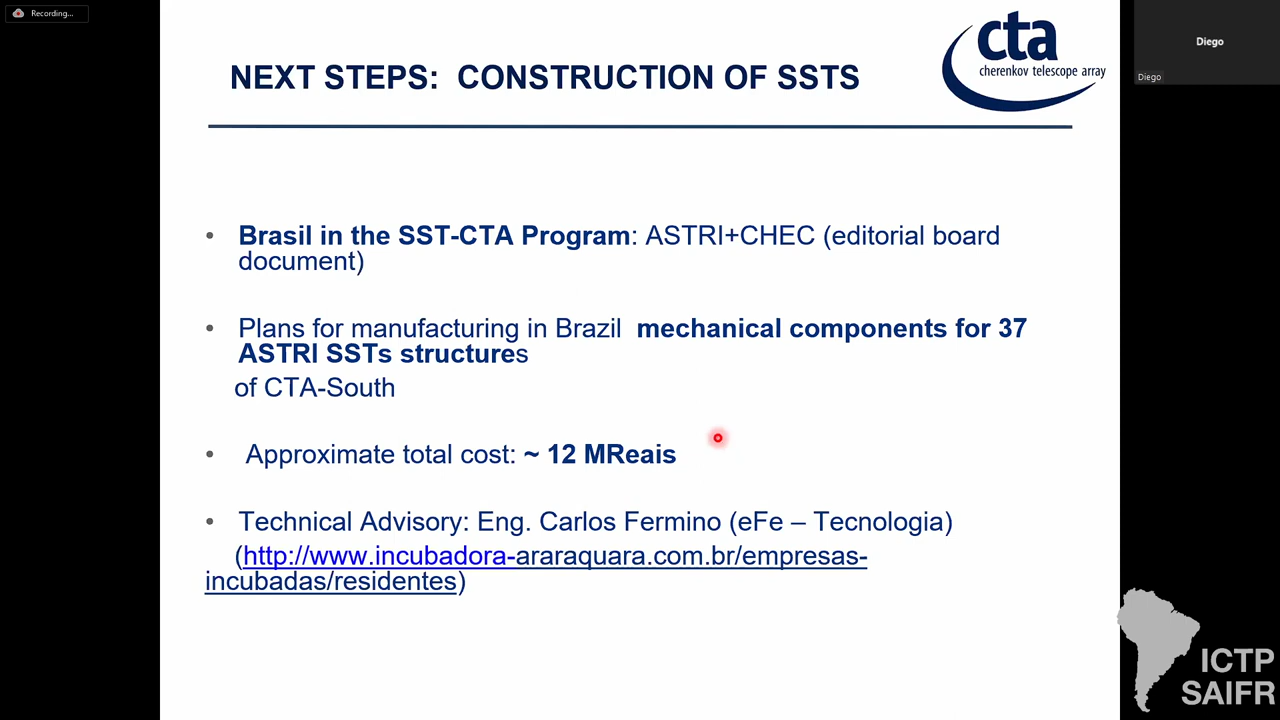 Recording...
NEXT STEPS: CONSTRUCTION OF SSTS
cta
cherenkov telescope array
Diego
Diego
• Brasil in the SST-CTA Program: ASTRI+CHEC (editorial board
document)
• Plans for manufacturing in Brazil mechanical components for 37
ASTRI SSTs structures
of CTA-South
• Approximate total cost: ~ 12 MReais
• Technical Advisory: Eng. Carlos Fermino (eFe – Tecnologia)
(http://www.incubadora-araraquara.com.br/empresas-
incubadas/residentes)
ICTP
SAIFR